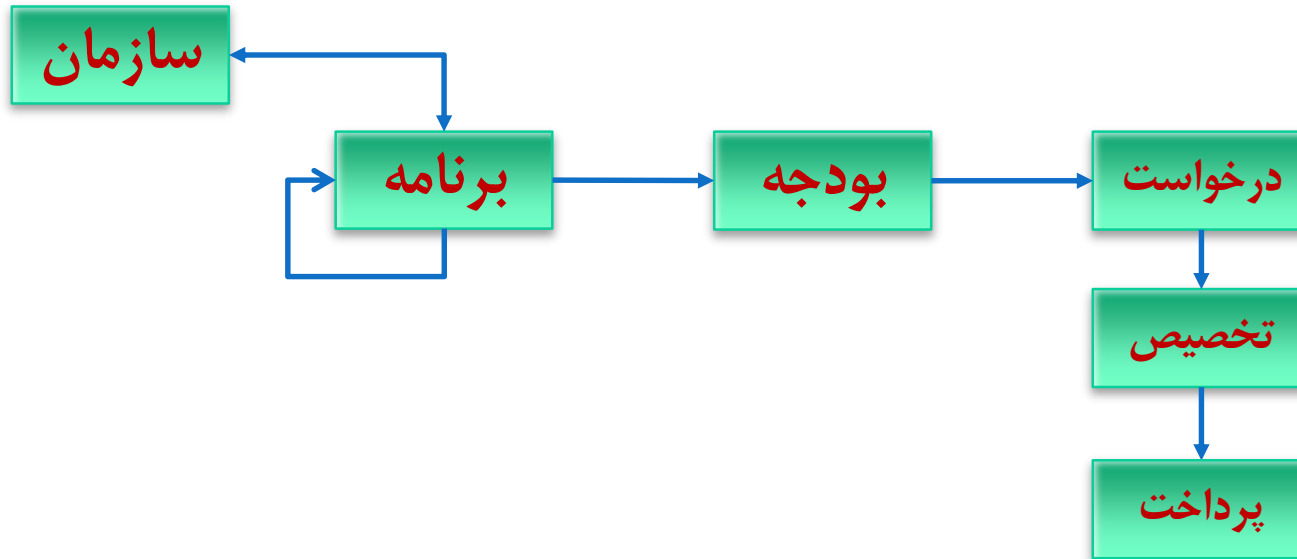 سازمان
برنامه
بودجه
درخواست
تخصیص
پرداخت